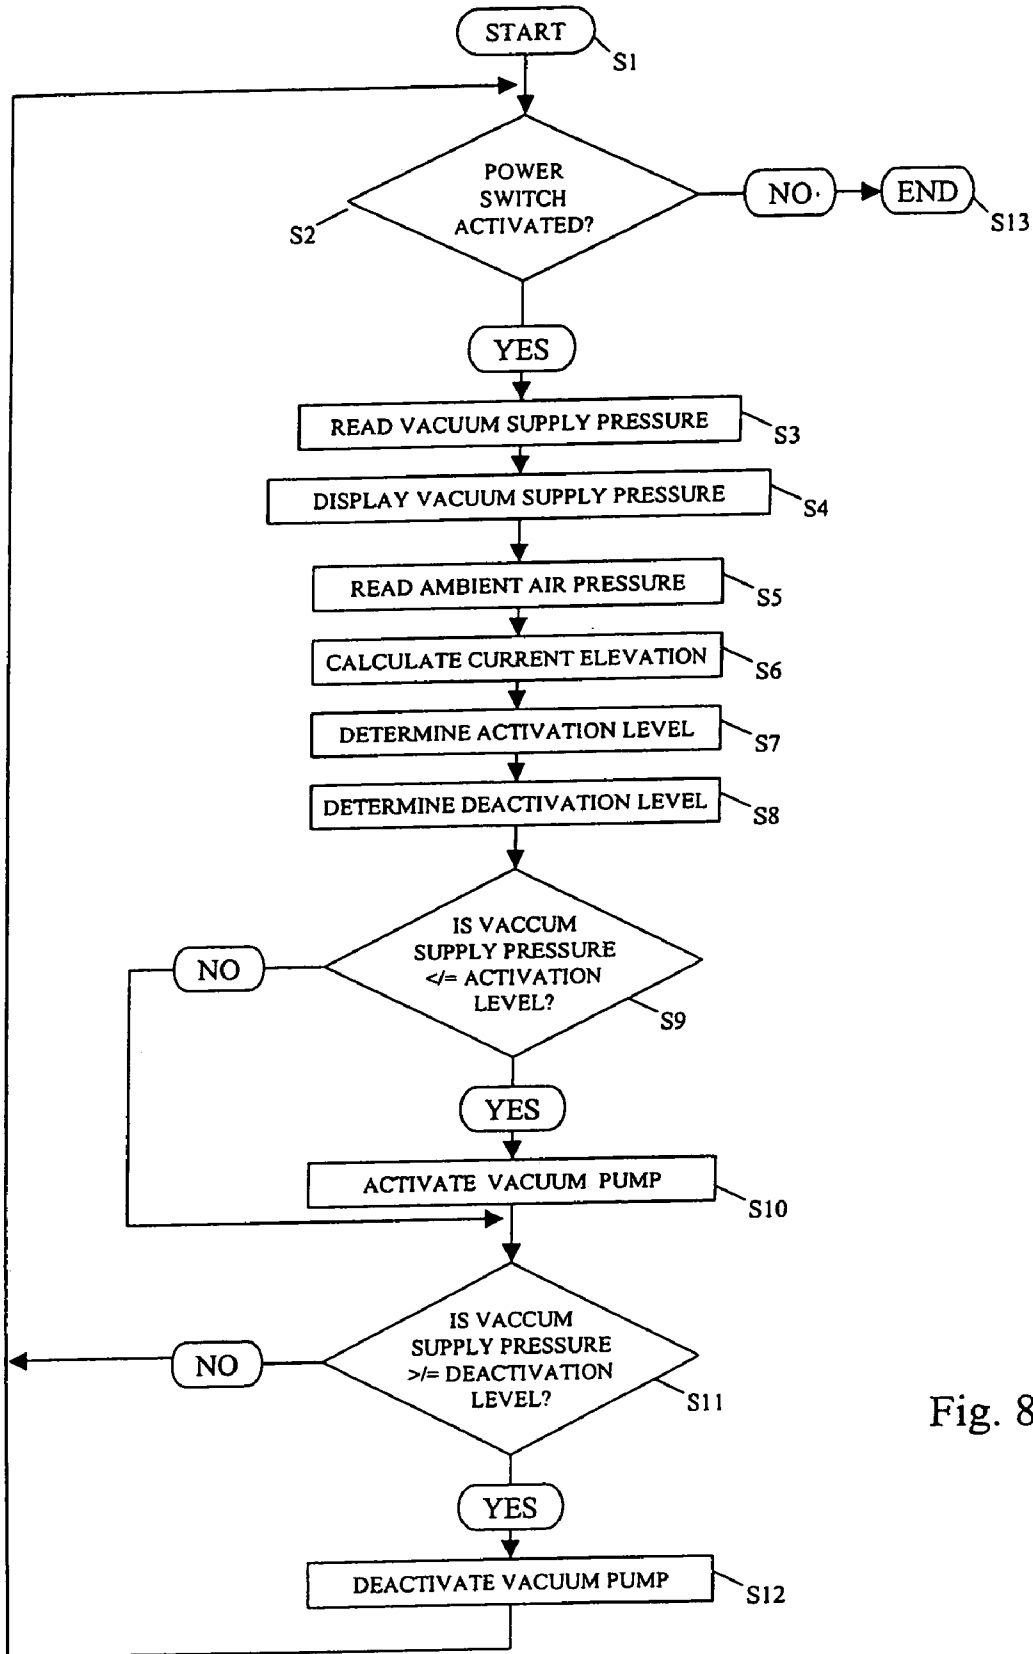 START
S1
POWER
SWITCH
ACTIVATED?
S2
NO
END
S13
YES
READ VACUUM SUPPLY PRESSURE
S3
DISPLAY VACUUM SUPPLY PRESSURE
S4
READ AMBIENT AIR PRESSURE
S5
CALCULATE CURRENT ELEVATION
S6
DETERMINE ACTIVATION LEVEL
S7
DETERMINE DEACTIVATION LEVEL
S8
IS VACCUM
SUPPLY PRESSURE
</= ACTIVATION
LEVEL?
NO
S9
YES
ACTIVATE VACUUM PUMP
S10
IS VACCUM
SUPPLY PRESSURE
>/= DEACTIVATION
LEVEL?
NO
S11
Fig. 8
YES
DEACTIVATE VACUUM PUMP
S12